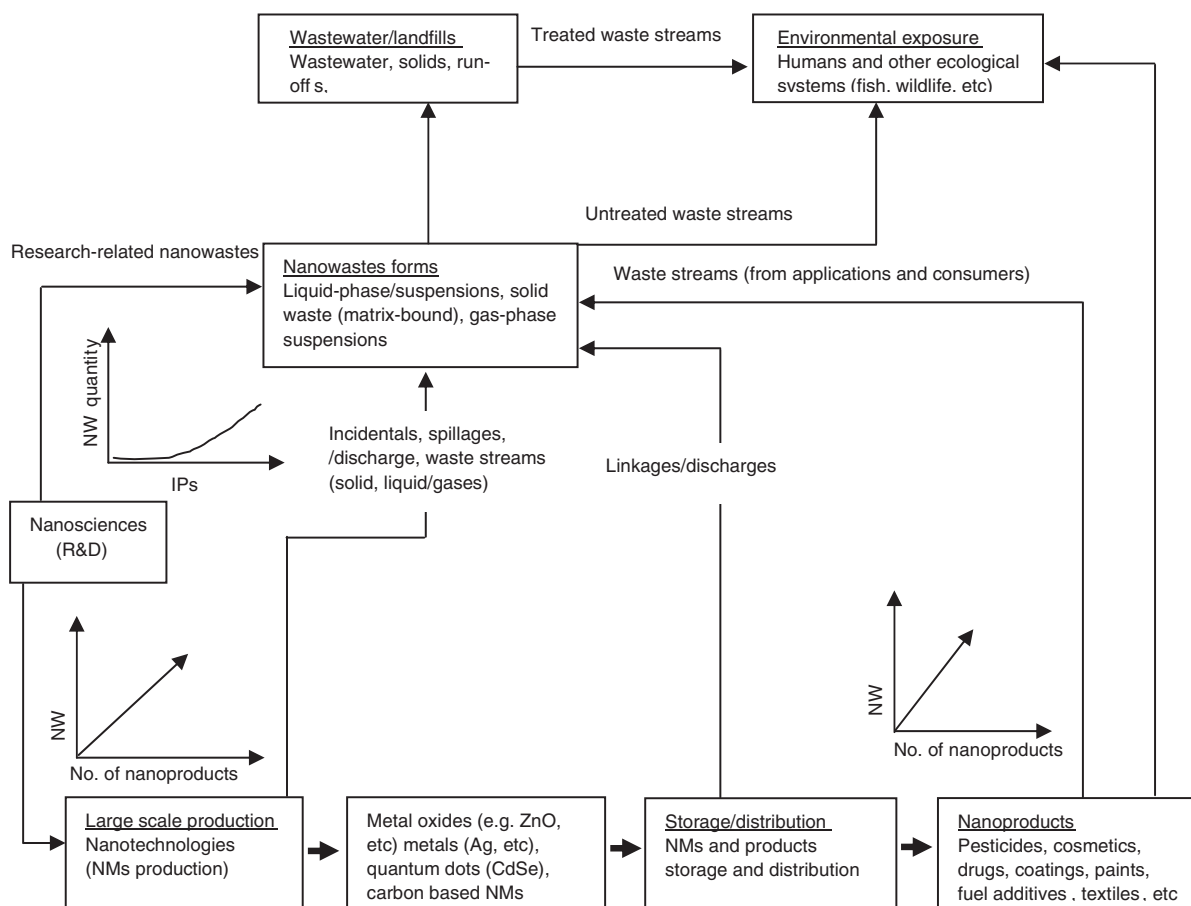 Wastewater/landfills
Wastewater, solids, run-
off s,
Treated waste streams
Environmental exposure
Humans and other ecological
systems (fish, wildlife, etc)
Untreated waste streams
Research-related nanowastes
Nanowastes forms
Liquid-phase/suspensions, solid
waste (matrix-bound), gas-phase
suspensions
Waste streams (from applications and consumers)
NW quantity
IPs
Incidentals, spillages,
/discharge, waste streams
(solid, liquid/gases)
Linkages/discharges
Nanosciences
(R&D)
NW
No. of nanoproducts
NW
No. of nanoproducts
Large scale production
Nanotechnologies
(NMs production)
Metal oxides (e.g. ZnO,
etc) metals (Ag, etc),
quantum dots (CdSe),
carbon based NMs
Storage/distribution
NMs and products
storage and distribution
Nanoproducts
Pesticides, cosmetics,
drugs, coatings, paints,
fuel additives , textiles , etc